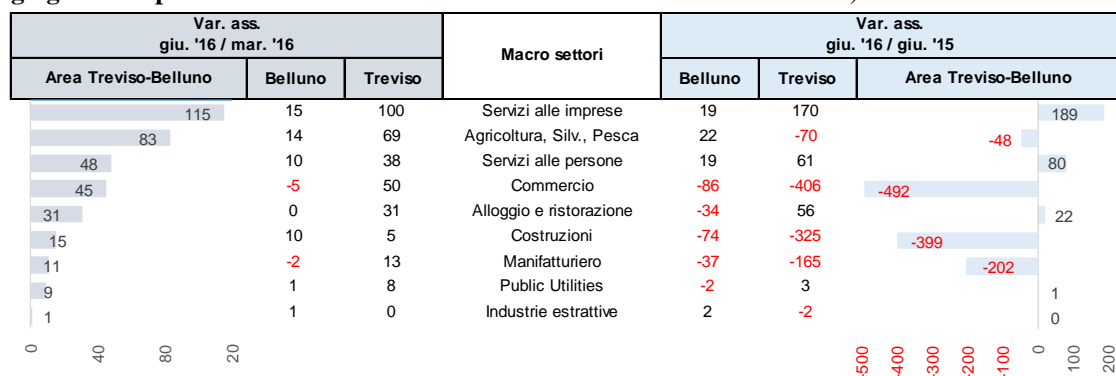 Var. ass. Var. ass.
giu. '16 / mar. '16 giu. '16 / giu. '15
Macro settori
Area Treviso-Belluno Belluno Treviso Belluno Treviso Area Treviso-Belluno
115 15 100 Servizi alle imprese 19 170 189
83 14 69 Agricoltura, Silv., Pesca 22 -70 -48
48 10 38 Servizi alle persone 19 61 80
45 -5 50 Commercio -86 -406 -492
31 0 31 Alloggio e ristorazione -34 56 22
15 10 5 Costruzioni -74 -325 -399
11 -2 13 Manifatturiero -37 -165 -202
9 1 8 Public Utilities -2 3 1
1 1 0 Industrie estrattive 2 -2 0
0 40 80 20 -500 -400 -300 -200 -100 0 100 200